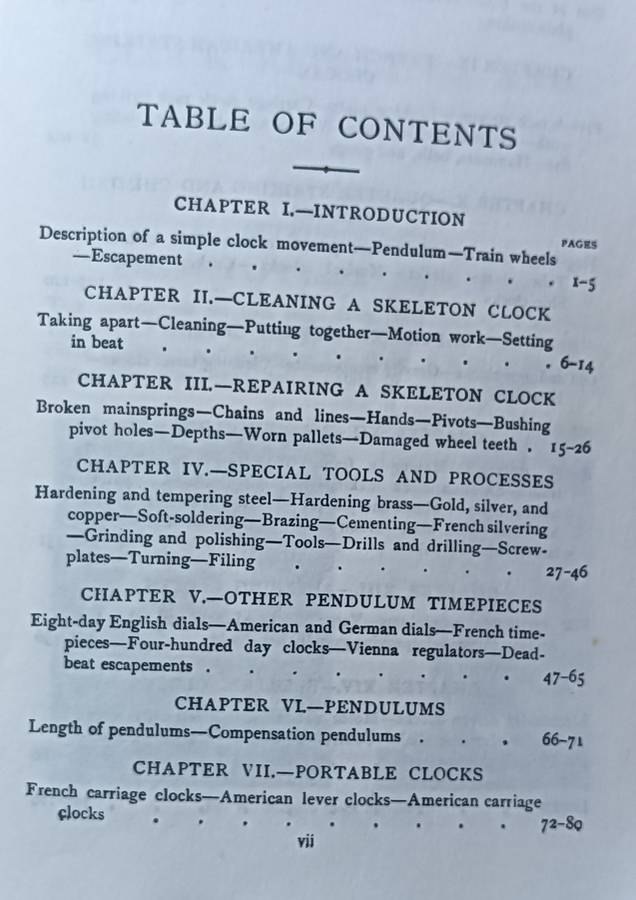 TABLE OF CONTENTS
CHAPTER I.—INTRODUCTION
PAGES
Description of a simple clock movement—Pendulum—Train wheels
—Escapement . . . . . . . . . 1-5
CHAPTER II.—CLEANING A SKELETON CLOCK
Taking apart—Cleaning—Putting together—Motion work—Setting
in beat . . . . . . . . . . 6-14
CHAPTER III.—REPAIRING A SKELETON CLOCK
Broken mainsprings—Chains and lines—Hands—Pivots—Bushing
pivot holes—Depths—Worn pallets—Damaged wheel teeth . 15-26
CHAPTER IV.—SPECIAL TOOLS AND PROCESSES
Hardening and tempering steel—Hardening brass—Gold, silver, and
copper—Soft-soldering—Brazing—Cementing—French silvering
—Grinding and polishing—Tools—Drills and drilling—Screw-
plates—Turning—Filing . . . . . . 27-46
CHAPTER V.—OTHER PENDULUM TIMEPIECES
Eight-day English dials—American and German dials—French time-
pieces—Four-hundred day clocks—Vienna regulators—Dead-
beat escapements . . . . . . . . 47-65
CHAPTER VI.—PENDULUMS
Length of pendulums—Compensation pendulums . . . 66-71
CHAPTER VII.—PORTABLE CLOCKS
French carriage clocks—American lever clocks—American carriage
clocks . . . . . . . . . 72-80
vii